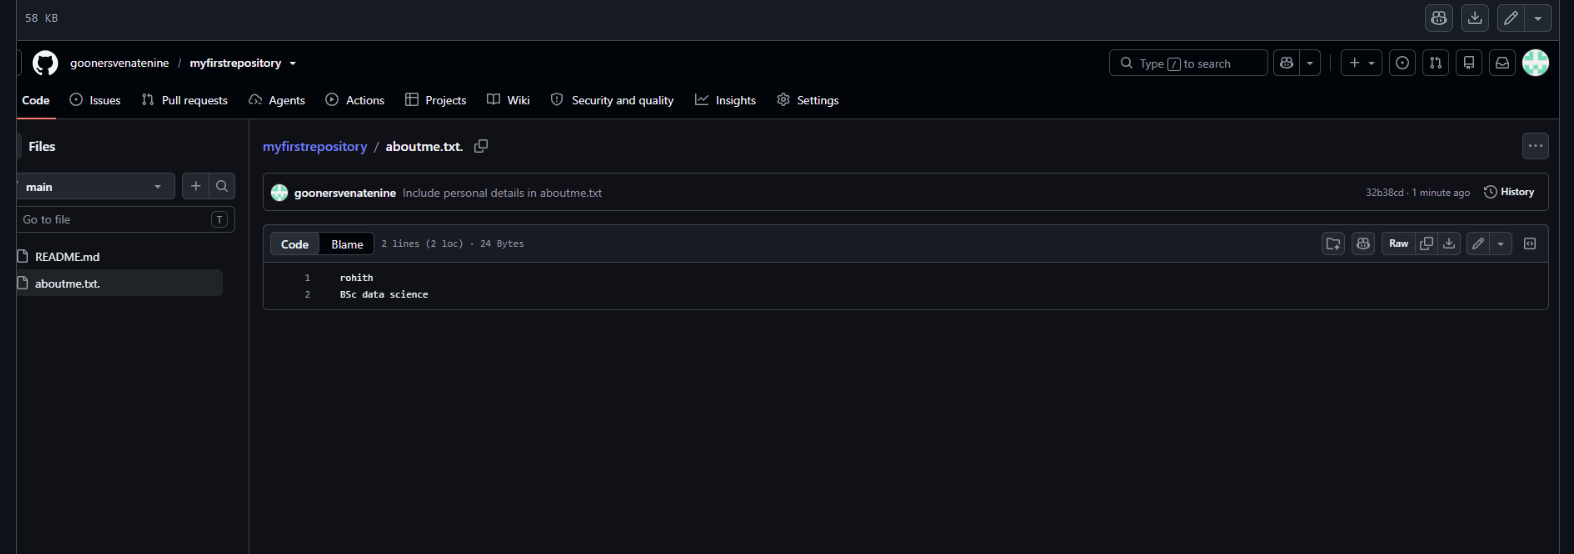 58 KB
goonersvenatenine / myfirstrepository
Type / to search
Code Issues Pull requests Agents Actions Projects Wiki Security and quality Insights Settings
Files
myfirstrepository / aboutme.txt.
main
goonersvenatenine Include personal details in aboutme.txt 32b38cd · 1 minute ago History
Go to file T
Code Blame 2 lines (2 loc) · 24 Bytes Raw
README.md
aboutme.txt.
1 rohith
2 BSc data science